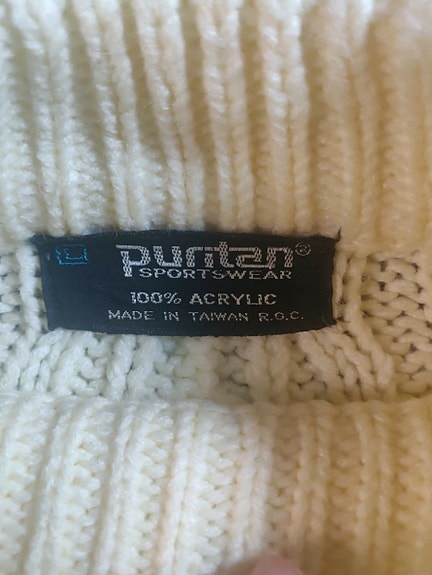 L
puritan®
SPORTSWEAR
100% ACRYLIC
MADE IN TAIWAN R.O.C.